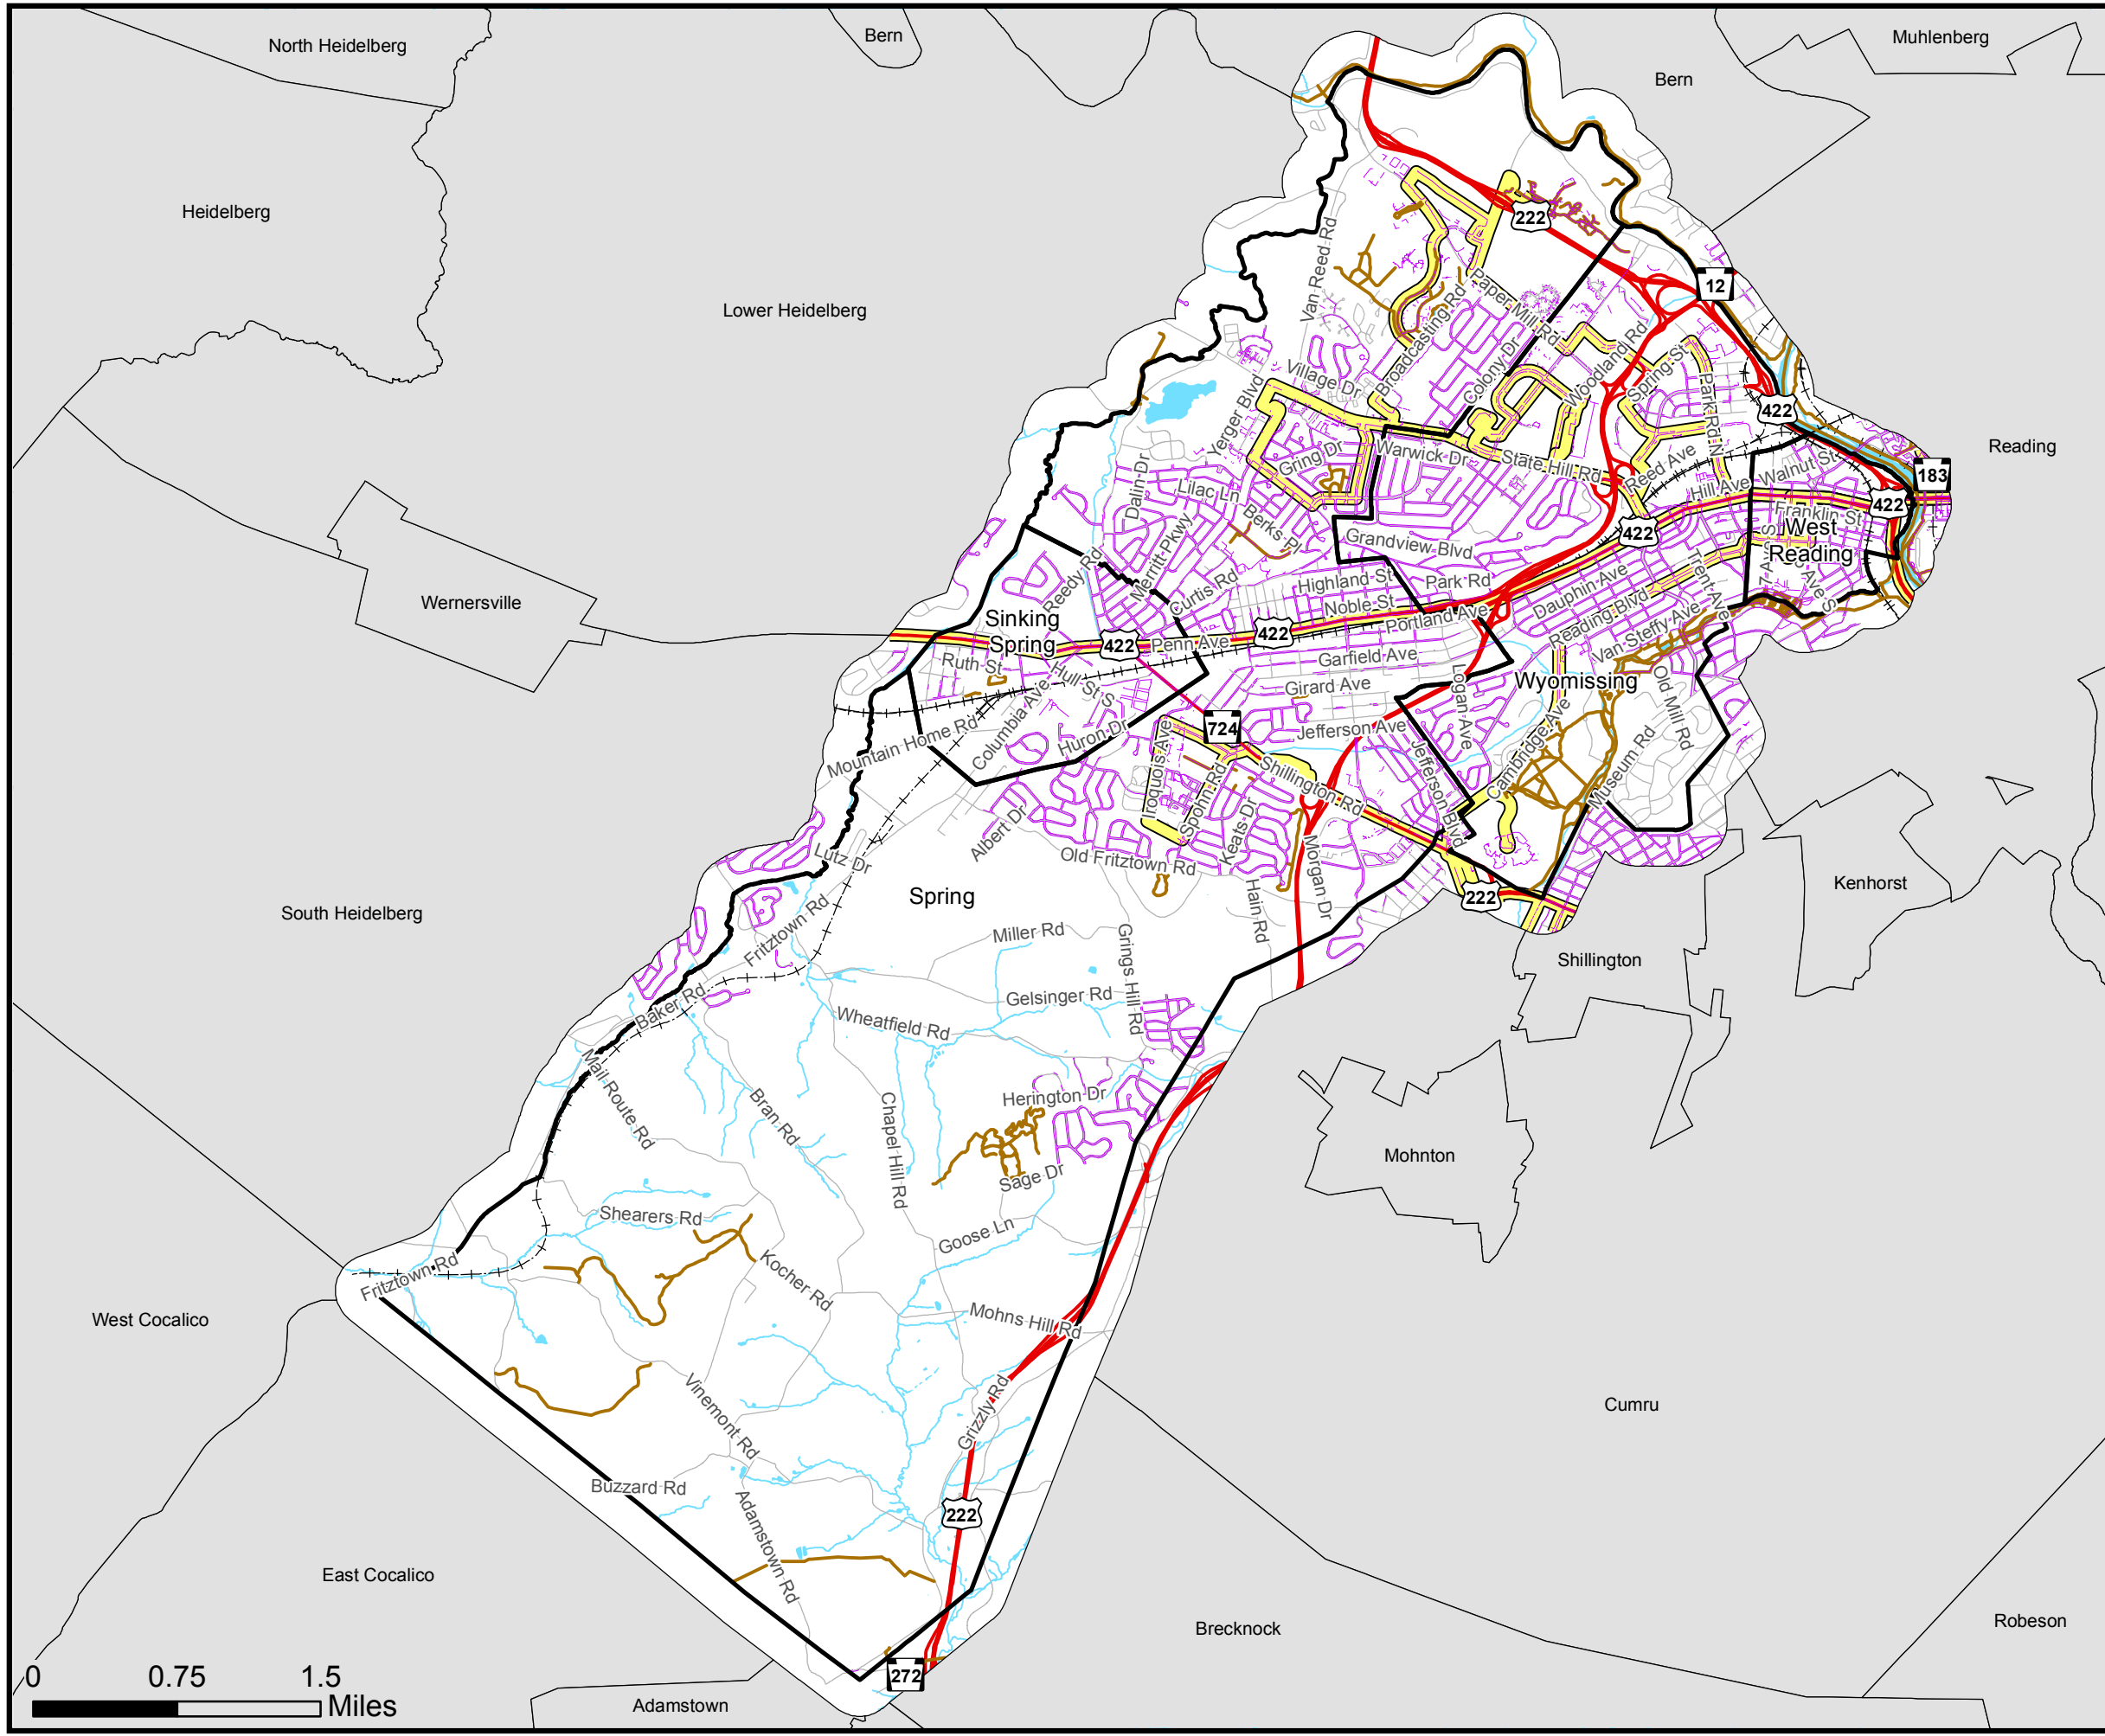 North Heidelberg
Bern
Muhlenberg
Bern
Heidelberg
Lower Heidelberg
Reading
Wernersville
South Heidelberg
Kenhorst
Shillington
Mohnton
West Cocalico
Cumru
East Cocalico
Brecknock
Robeson
Adamstown
222
12
422
183
422
422
422
422
724
222
222
272
Van Reed Rd
Paper Mill Rd
Broadcasting Rd
Colony Dr
Woodland Rd
Spring St
Park Rd N
Village Dr
Yerger Blvd
Gring Dr
Warwick Dr
State Hill Rd
Reed Ave
Hill Ave
Walnut St
Franklin St
West
Reading
Dalin Dr
Lilac Ln
Berks Pl
Merritt Pkwy
Grandview Blvd
Reedy Rd
Curtis Rd
Highland St
Park Rd
Noble St
Portland Ave
Dauphin Ave
Reading Blvd
Trent Ave
Van Steffy Ave
Sinking
Spring
Penn Ave
Ruth St
Hull St S
Garfield Ave
Girard Ave
Logan Ave
Wyomissing
Old Mill Rd
Columbia Ave
Huron Dr
Mountain Home Rd
Jefferson Ave
Jefferson Blvd
Cambridge Ave
Museum Rd
Iroquois Ave
Spohn Rd
Shillington Rd
Keats Dr
Morgan Dr
Albert Dr
Lutz Dr
Old Fritztown Rd
Hain Rd
Spring
Fritztown Rd
Miller Rd
Grings Hill Rd
Gelsinger Rd
Baker Rd
Wheatfield Rd
Mail Route Rd
Bran Rd
Chapel Hill Rd
Herington Dr
Sage Dr
Shearers Rd
Goose Ln
Kocher Rd
Fritztown Rd
Mohns Hill Rd
Grizzly Rd
Vinemont Rd
Buzzard Rd
Adamstown Rd
0 0.75 1.5
Miles